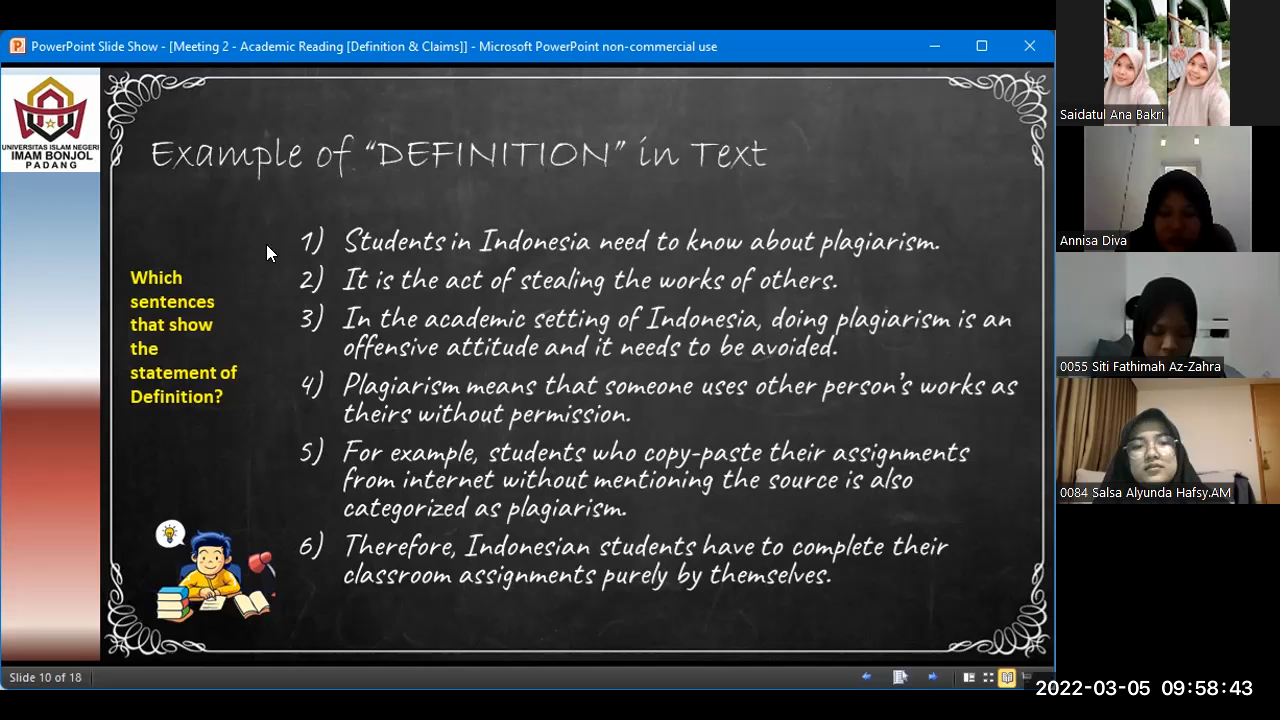 PowerPoint Slide Show - [Meeting 2 - Academic Reading [Definition & Claims]] - Microsoft PowerPoint non-commercial use
UNIVERSITAS ISLAM NEGERI
IMAM BONJOL
PADANG
Example of “DEFINITION” in Text
Which
sentences
that show
the
statement of
Definition?
1) Students in Indonesia need to know about plagiarism.
2) It is the act of stealing the works of others.
3) In the academic setting of Indonesia, doing plagiarism is an
offensive attitude and it needs to be avoided.
4) Plagiarism means that someone uses other person's works as
theirs without permission.
5) For example, students who copy-paste their assignments
from internet without mentioning the source is also
categorized as plagiarism.
6) Therefore, Indonesian students have to complete their
classroom assignments purely by themselves.
Slide 10 of 18
Saidatul Ana Bakri
Annisa Diva
0055 Siti Fathimah Az-Zahra
0084 Salsa Alyunda Hafsy.AM
2022-03-05 09:58:43